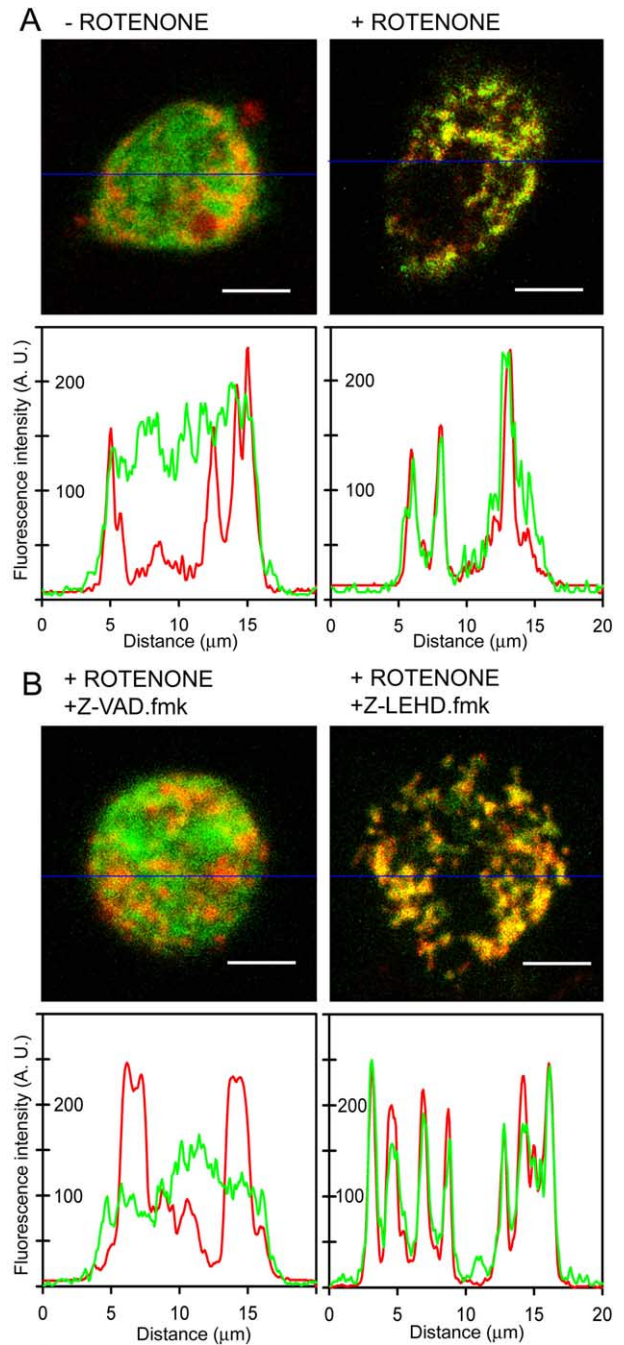 A
- ROTENONE
+ ROTENONE
Fluorescence intensity (A. U.)
200
100
0 5 10 15 20
Distance (μm)
200
100
0 5 10 15 20
Distance (μm)
B
+ ROTENONE
+Z-VAD.fmk
+ ROTENONE
+Z-LEHD.fmk
Fluorescence intensity (A. U.)
200
100
0 5 10 15
Distance (μm)
200
100
0 5 10 15 20
Distance (μm)